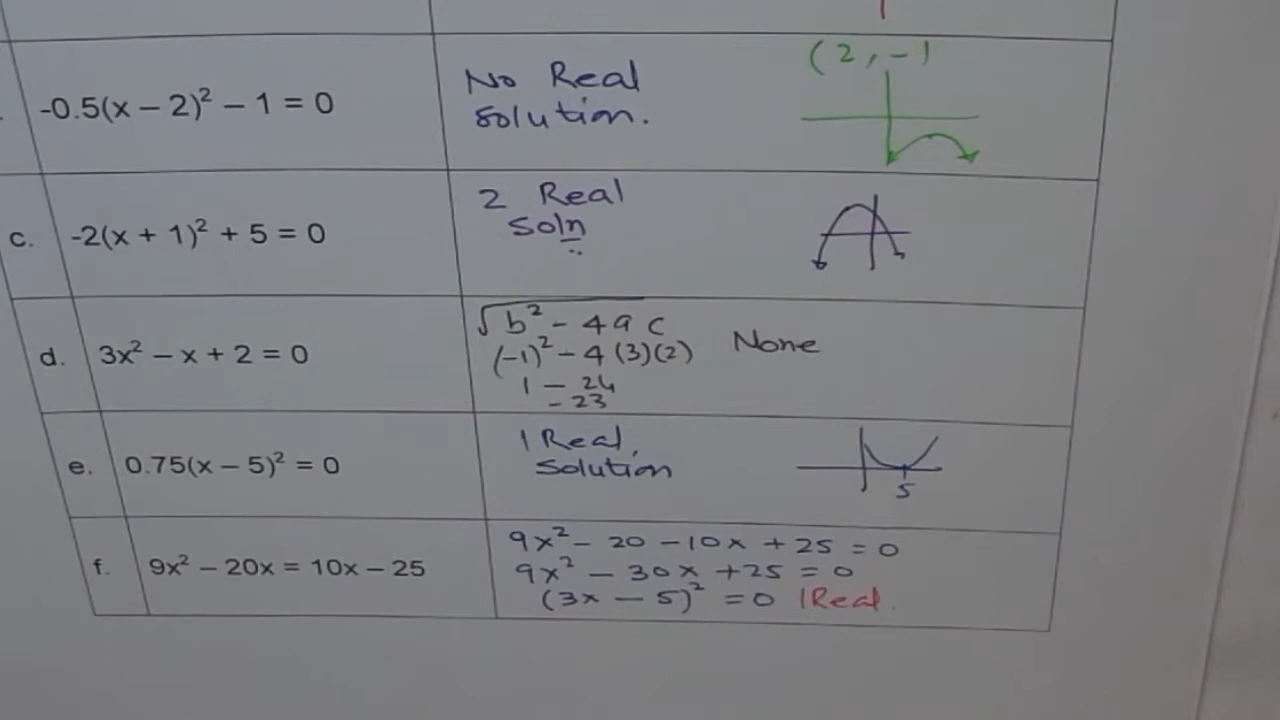 -0.5(x – 2)² – 1 = 0
No Real
solution.
(2, -1
c. -2(x + 1)² + 5 = 0
2 Real
Soln
d. 3x² – x + 2 = 0
√b² - 4ac
(-1)² - 4(3)(2) None
1 - 24
- 23
e. 0.75(x – 5)² = 0
1 Real,
Solution
5
f. 9x² – 20x = 10x – 25
9x² - 20 - 10x + 25 = 0
9x² - 30x + 25 = 0
(3x - 5)² = 0 1 Real.